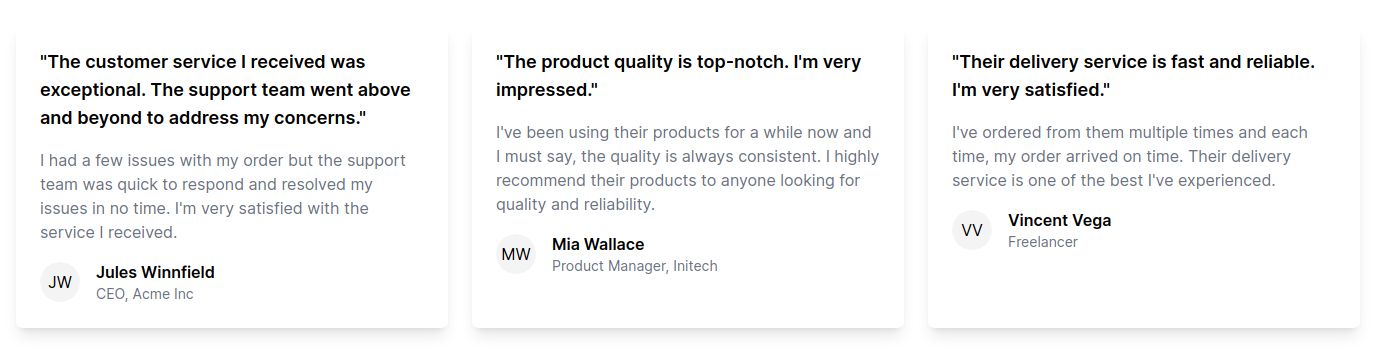 "The customer service I received was
exceptional. The support team went above
and beyond to address my concerns."
I had a few issues with my order but the support
team was quick to respond and resolved my
issues in no time. I'm very satisfied with the
service I received.
JW
Jules Winnfield
CEO, Acme Inc
"The product quality is top-notch. I'm very
impressed."
I've been using their products for a while now and
I must say, the quality is always consistent. I highly
recommend their products to anyone looking for
quality and reliability.
MW
Mia Wallace
Product Manager, Initech
"Their delivery service is fast and reliable.
I'm very satisfied."
I've ordered from them multiple times and each
time, my order arrived on time. Their delivery
service is one of the best I've experienced.
VV
Vincent Vega
Freelancer